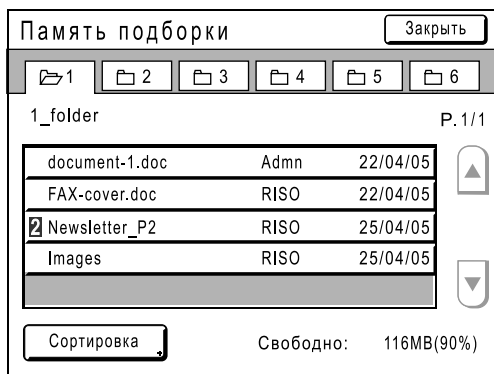 Память подборки Закрыть
1 2 3 4 5 6
1_folder P.1/1
document-1.doc Admn 22/04/05
FAX-cover.doc RISO 22/04/05
2 Newsletter_P2 RISO 25/04/05
Images RISO 25/04/05
Сортировка Свободно: 116MB(90%)